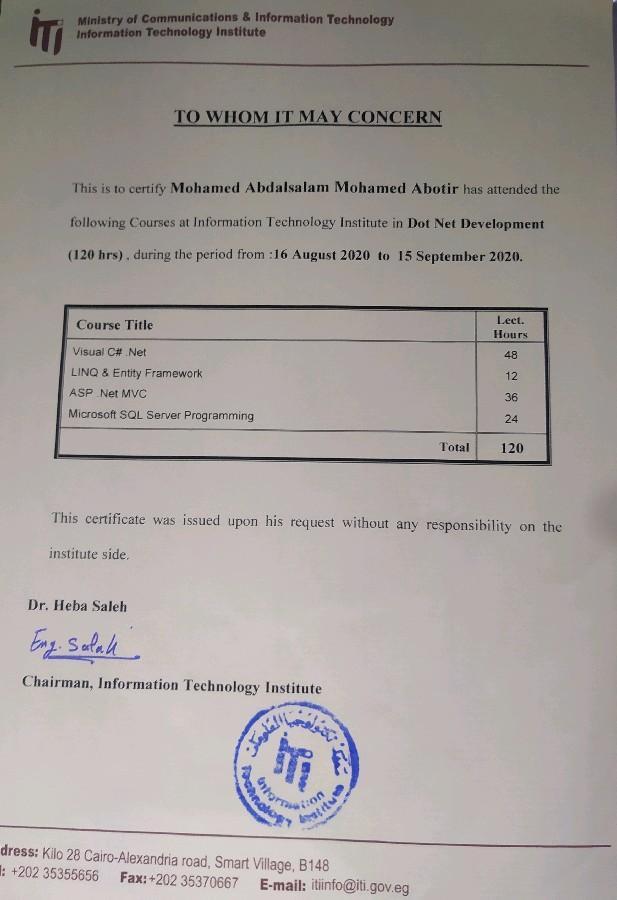 iTi
Ministry of Communications & Information Technology
Information Technology Institute
TO WHOM IT MAY CONCERN
This is to certify Mohamed Abdalsalam Mohamed Abotir has attended the
following Courses at Information Technology Institute in Dot Net Development
(120 hrs) , during the period from :16 August 2020 to 15 September 2020.
Course Title Lect. Hours
Visual C# .Net 48
LINQ & Entity Framework 12
ASP .Net MVC 36
Microsoft SQL Server Programming 24
Total 120
This certificate was issued upon his request without any responsibility on the
institute side.
Dr. Heba Saleh
Eng. Salah
Chairman, Information Technology Institute
iTi
Information
Technology Institute
dress: Kilo 28 Cairo-Alexandria road, Smart Village, B148
l: +202 35355656 Fax:+202 35370667 E-mail: itiinfo@iti.gov.eg